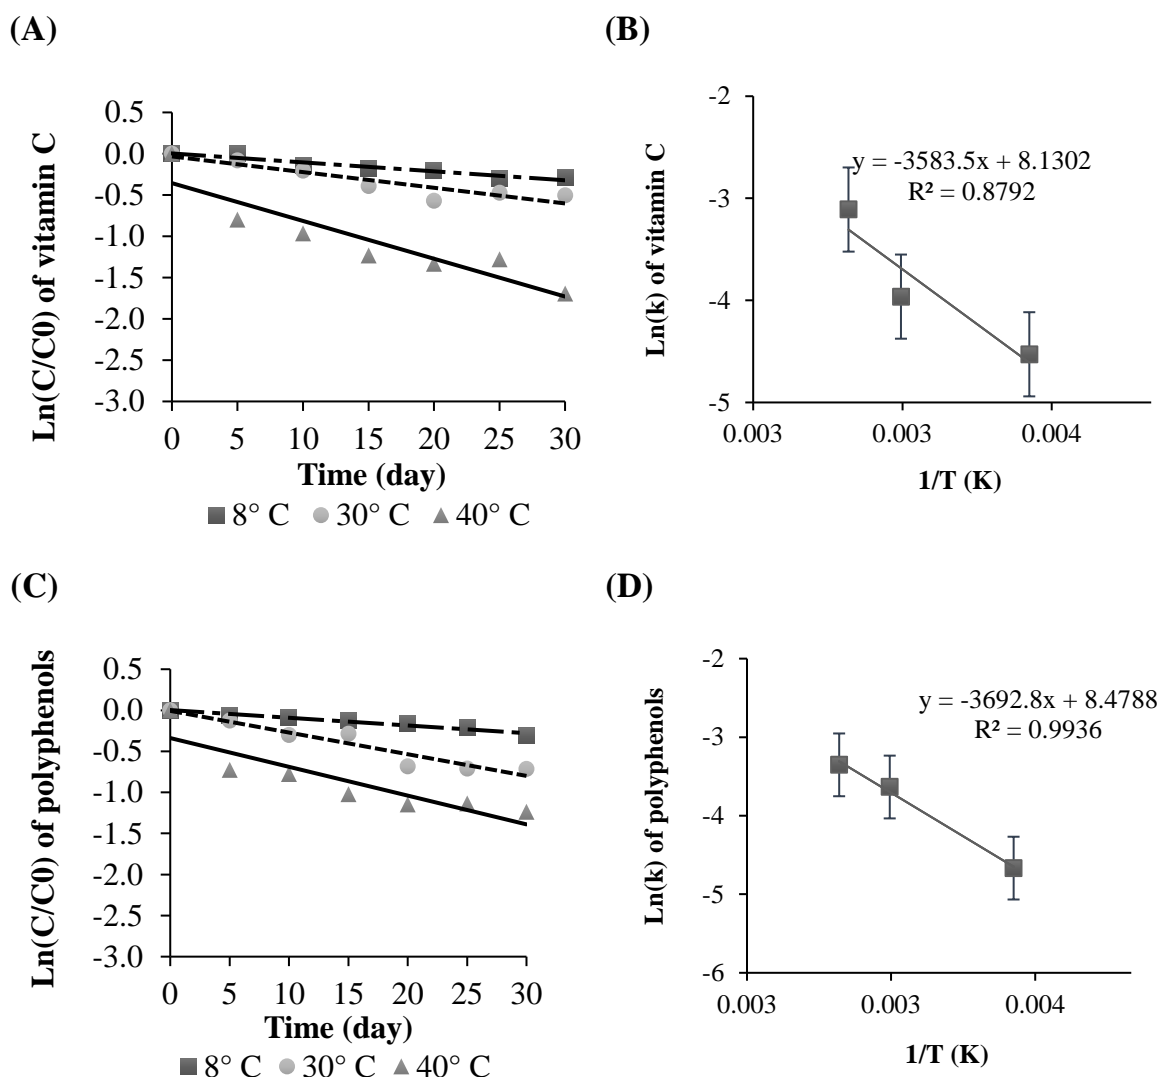 (A)
Ln(C/C0) of vitamin C
0.5
0.0
-0.5
-1.0
-1.5
-2.0
-2.5
-3.0
0 5 10 15 20 25 30
Time (day)
8° C 30° C 40° C
(B)
Ln(k) of vitamin C
-2
-3
-4
-5
y = -3583.5x + 8.1302
R² = 0.8792
0.003 0.003 0.004
1/T (K)
(C)
Ln(C/C0) of polyphenols
0.5
0.0
-0.5
-1.0
-1.5
-2.0
-2.5
-3.0
0 5 10 15 20 25 30
Time (day)
8° C 30° C 40° C
(D)
Ln(k) of polyphenols
-2
-3
-4
-5
-6
y = -3692.8x + 8.4788
R² = 0.9936
0.003 0.003 0.004
1/T (K)